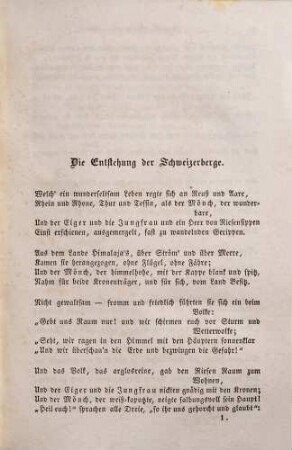 Die Entstehung der Schweizerberge.
Welch' ein wunderseltsam Leben regte sich an Reuß und Aare,
Rhein und Rhone, Thur und Tessin, als der Mönch, der wunder-
bare,
Und der Eiger und die Jungfrau und ein Heer von Riesensippen
Einst erschienen, ausgemergelt, fast zu wandelnden Gerippen.
Aus dem Lande Himalaja's, über Ström' und über Meere,
Kamen sie herangezogen, ohne Flügel, ohne Fähre;
Und der Mönch, der himmelhohe, mit der Kappe blank und spitz,
Nahm für beide Kronenträger, und für sich, vom Land Besitz.
Nicht gewaltsam — fromm und friedlich führten sie sich ein beim
Volke:
„Gebt uns Raum nur! und wir schirmen euch vor Sturm und
Wetterwolke;
„Seht, wir ragen in den Himmel mit den Häuptern sonnenklar
„Und wir überschau'n die Erde und bezwingen die Gefahr!"
Und das Volk, das arglosreine, gab den Riesen Raum zum
Wohnen,
Und der Eiger und die Jungfrau nickten gnädig mit den Kronen;
Und der Mönch, der weiß-kapuzte, neigte salbungsvoll sein Haupt!
„Heil euch!" sprachen alle Dreie, „so ihr uns gehorcht und glaubt":
1.